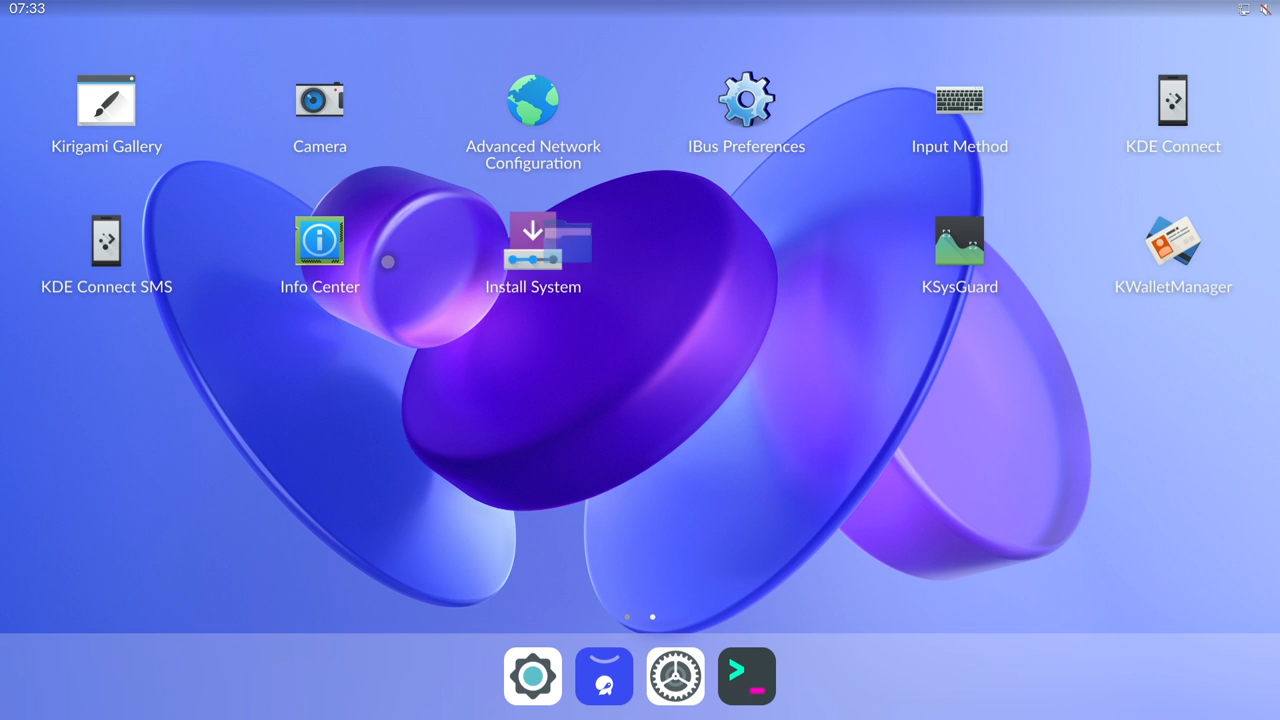 07:33
Kirigami Gallery
Camera
Advanced Network
Configuration
IBus Preferences
Input Method
KDE Connect
KDE Connect SMS
Info Center
Install System
KSysGuard
KWalletManager